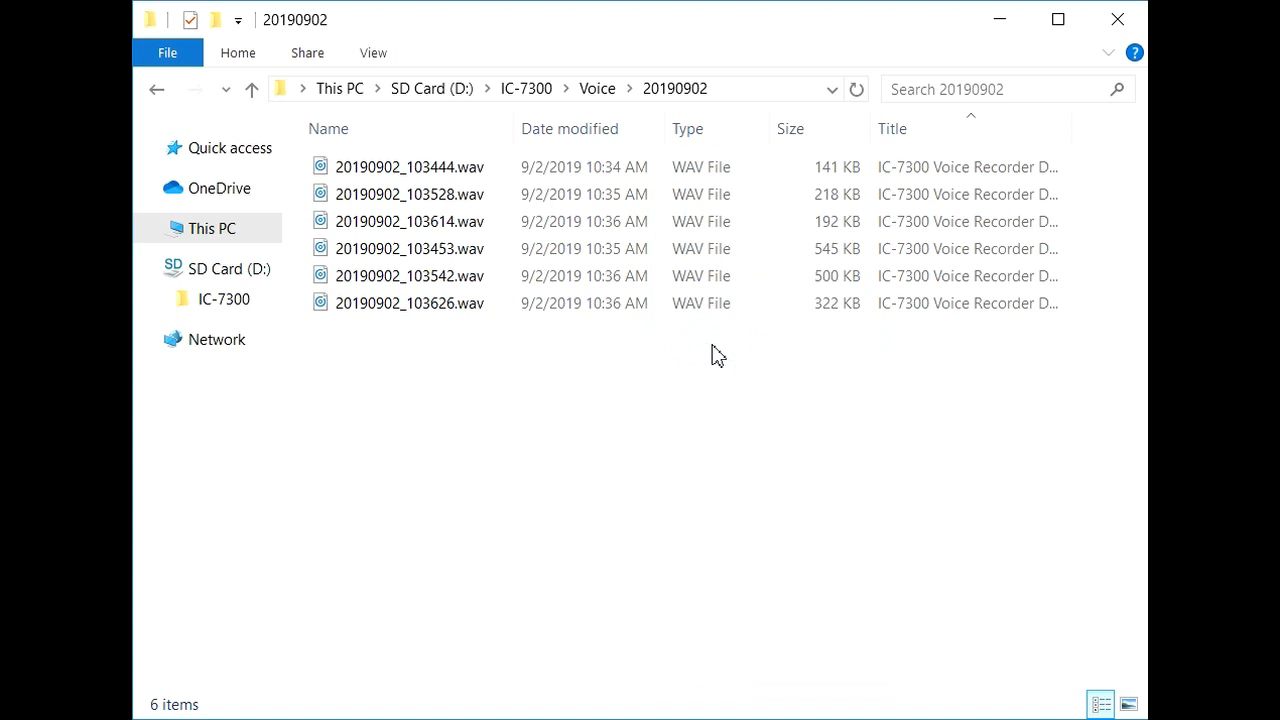 20190902
File Home Share View
This PC SD Card (D:) IC-7300 Voice 20190902 Search 20190902
Name Date modified Type Size Title
Quick access
OneDrive
This PC
SD SD Card (D:)
IC-7300
Network
20190902_103444.wav 9/2/2019 10:34 AM WAV File 141 KB IC-7300 Voice Recorder D...
20190902_103528.wav 9/2/2019 10:35 AM WAV File 218 KB IC-7300 Voice Recorder D...
20190902_103614.wav 9/2/2019 10:36 AM WAV File 192 KB IC-7300 Voice Recorder D...
20190902_103453.wav 9/2/2019 10:35 AM WAV File 545 KB IC-7300 Voice Recorder D...
20190902_103542.wav 9/2/2019 10:36 AM WAV File 500 KB IC-7300 Voice Recorder D...
20190902_103626.wav 9/2/2019 10:36 AM WAV File 322 KB IC-7300 Voice Recorder D...
6 items